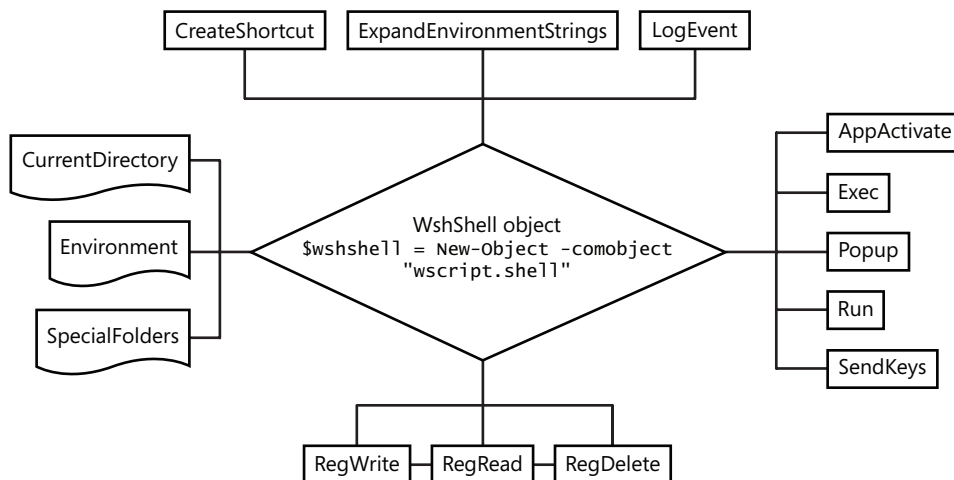 CreateShortcut
ExpandEnvironmentStrings
LogEvent
CurrentDirectory
Environment
SpecialFolders
WshShell object
$wshshell = New-Object -comobject
"wscript.shell"
AppActivate
Exec
Popup
Run
SendKeys
RegWrite
RegRead
RegDelete